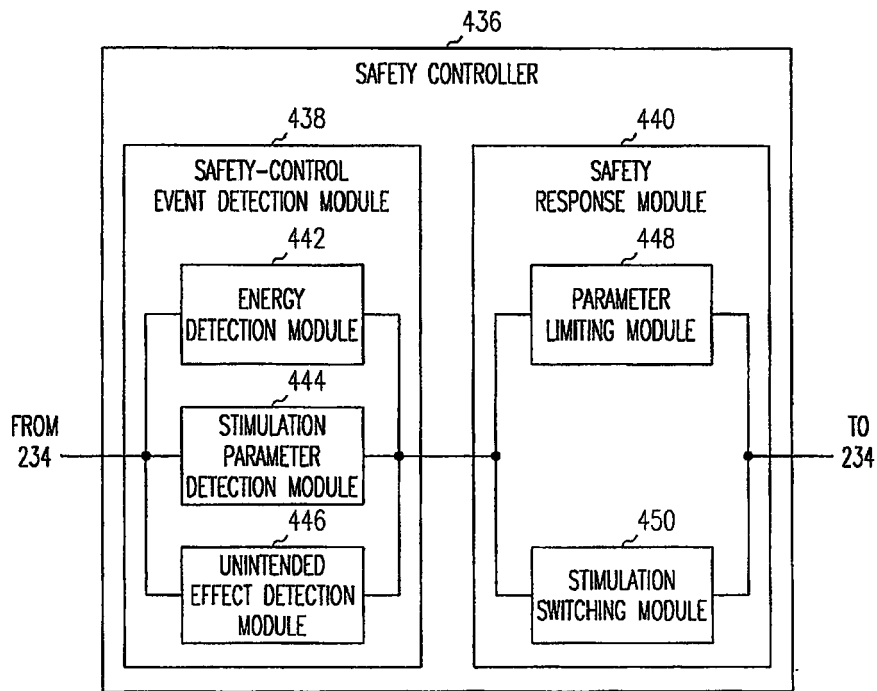 436
SAFETY CONTROLLER
438
SAFETY-CONTROL
EVENT DETECTION MODULE
442
ENERGY
DETECTION MODULE
444
STIMULATION
PARAMETER
DETECTION MODULE
446
UNINTENDED
EFFECT DETECTION
MODULE
440
SAFETY
RESPONSE MODULE
448
PARAMETER
LIMITING MODULE
450
STIMULATION
SWITCHING MODULE
FROM
234
TO
234